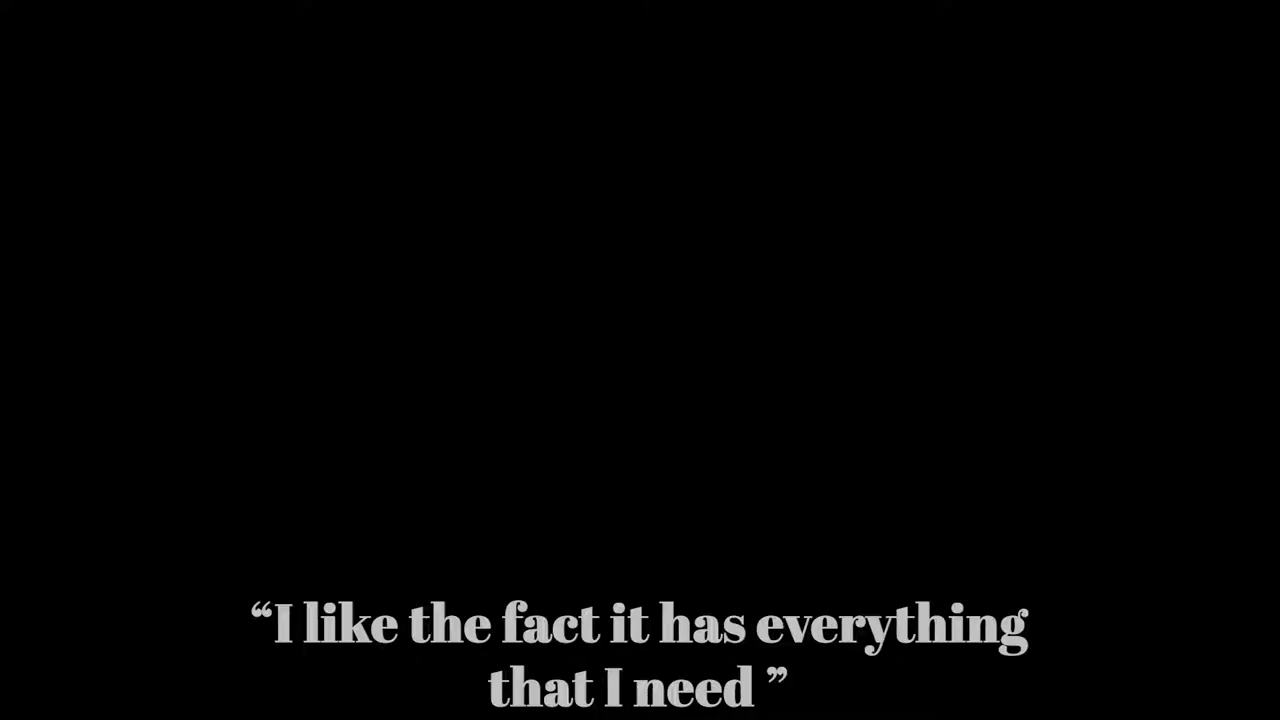 “I like the fact it has everything
that I need ”